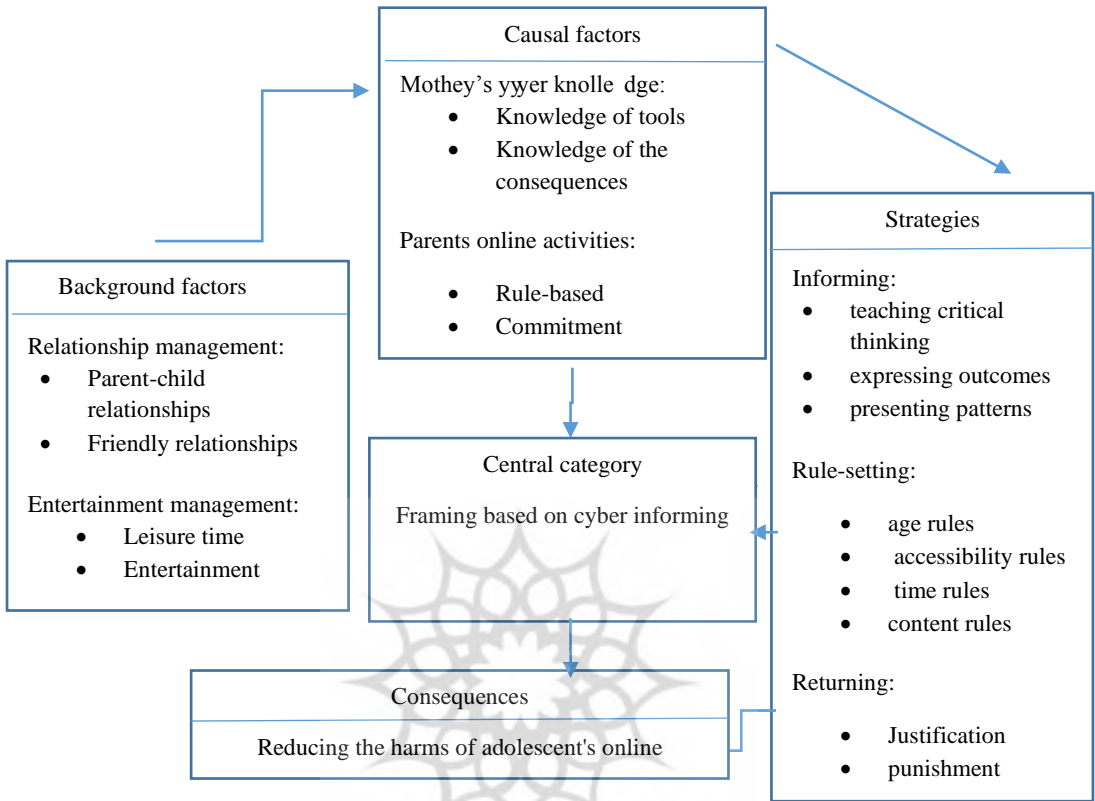 Causal factors
Mothey's yywer knolle dge:
• Knowledge of tools
• Knowledge of the
consequences
Parents online activities:
• Rule-based
• Commitment
Background factors
Relationship management:
• Parent-child
relationships
• Friendly relationships
Entertainment management:
• Leisure time
• Entertainment
Central category
Framing based on cyber informing
Consequences
Reducing the harms of adolescent's online
Strategies
Informing:
• teaching critical
thinking
• expressing outcomes
• presenting patterns
Rule-setting:
• age rules
• accessibility rules
• time rules
• content rules
Returning:
• Justification
• punishment